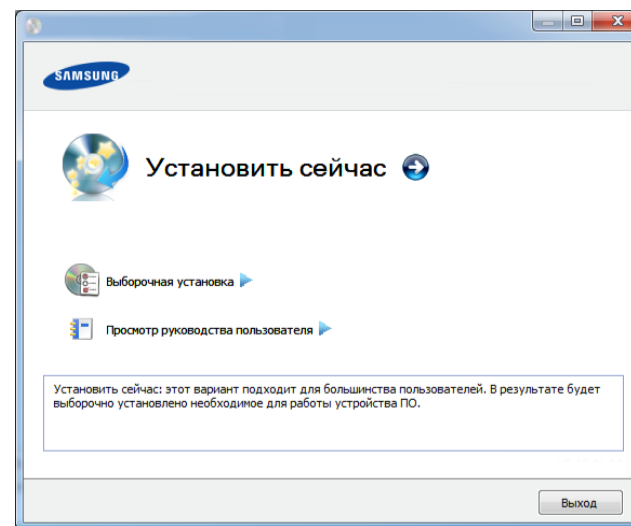 SAMSUNG
Установить сейчас
Выборочная установка
Просмотр руководства пользователя
Установить сейчас: этот вариант подходит для большинства пользователей. В результате будет
выборочно установлено необходимое для работы устройства ПО.
Выход